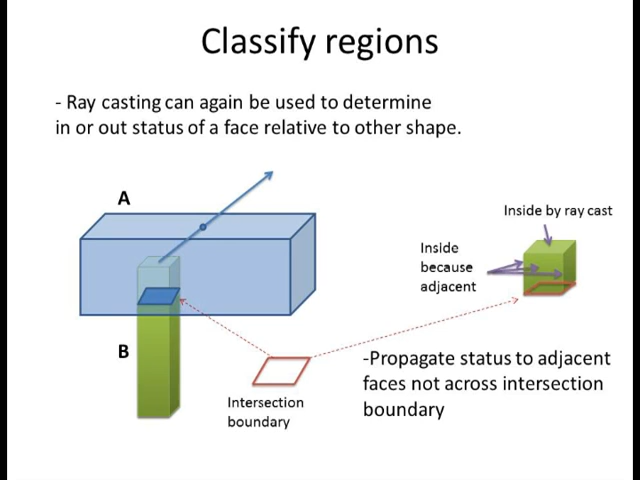 Classify regions
- Ray casting can again be used to determine
in or out status of a face relative to other shape.
A
Inside by ray cast
Inside
because
adjacent
B
-Propagate status to adjacent
faces not across intersection
boundary
Intersection
boundary